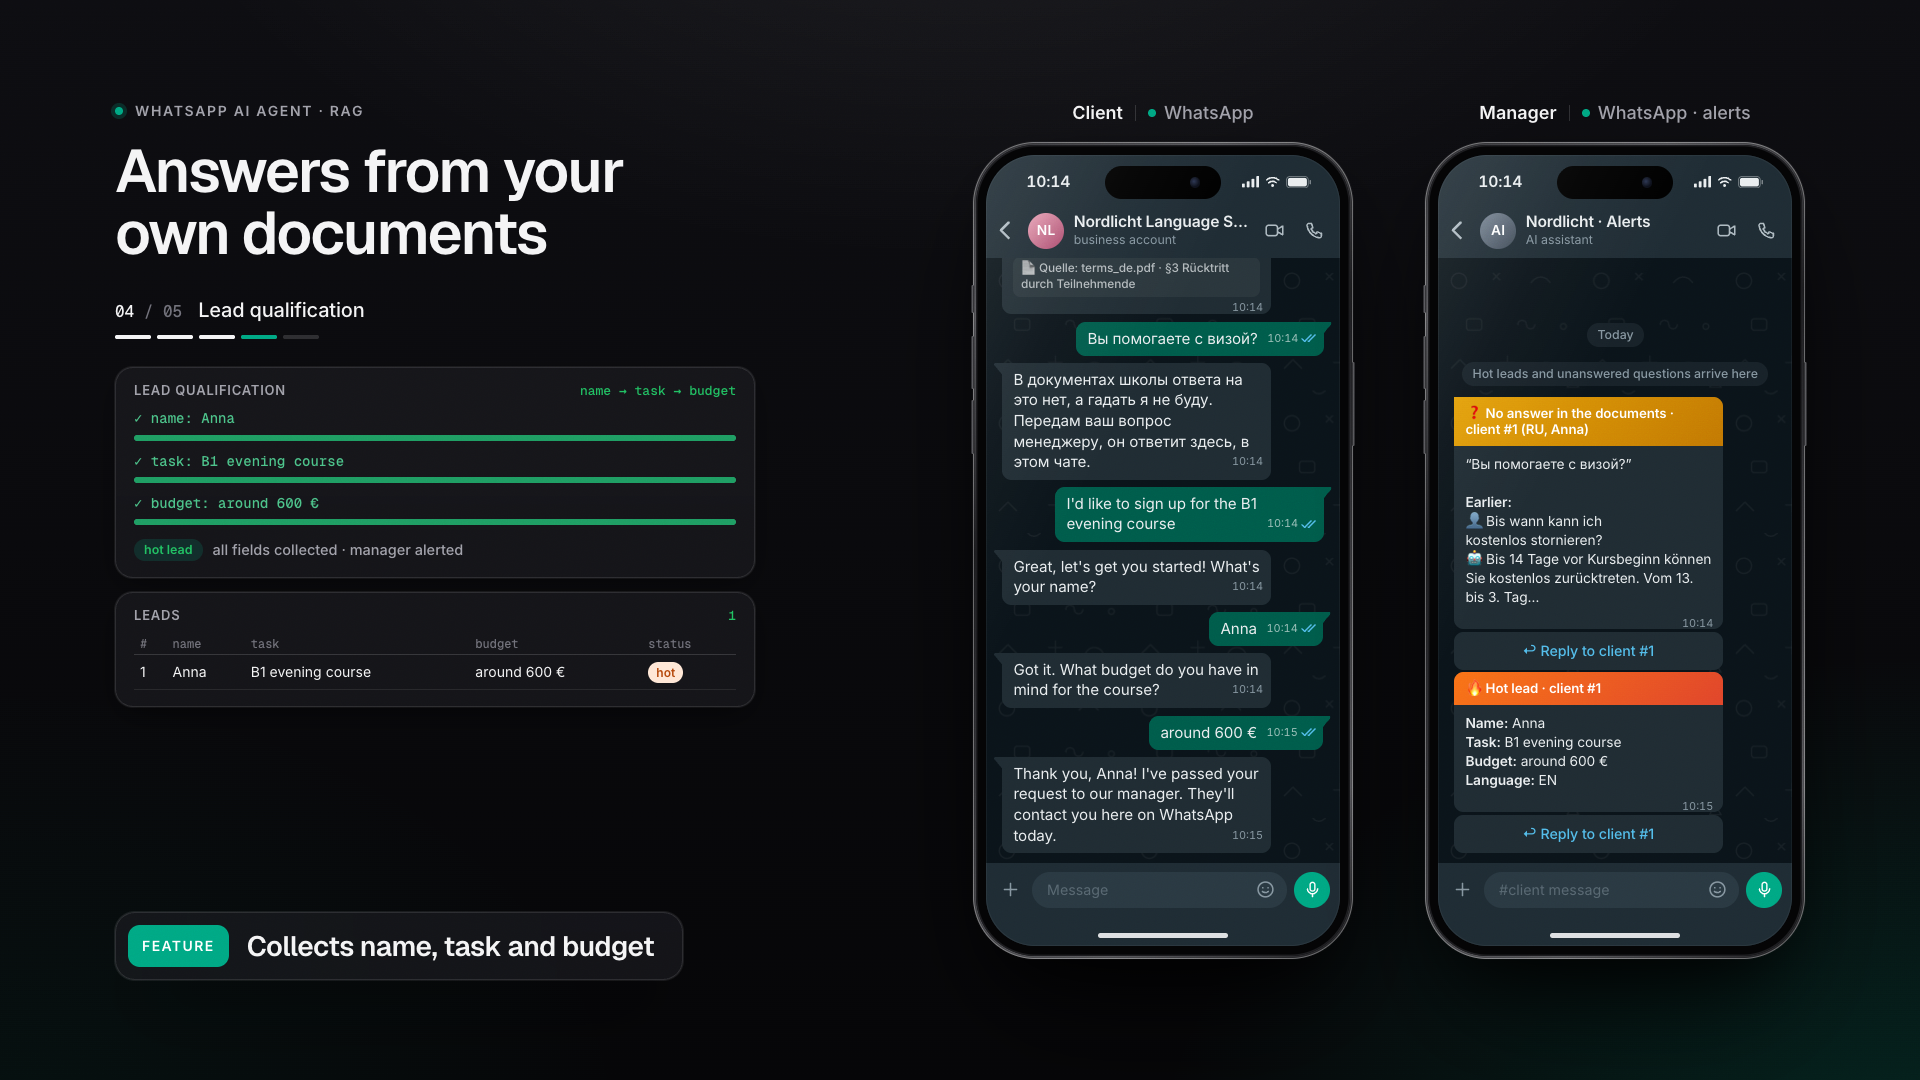 WHATSAPP AI AGENT · RAG
Answers from your
own documents
04 / 05 Lead qualification
LEAD QUALIFICATION name → task → budget
✓ name: Anna
✓ task: B1 evening course
✓ budget: around 600 €
hot lead all fields collected · manager alerted
LEADS 1
# name task budget status
1 Anna B1 evening course around 600 € hot
FEATURE Collects name, task and budget
Client WhatsApp
10:14
NL Nordlicht Language S...
business account
📄 Quelle: terms_de.pdf · §3 Rücktritt
durch Teilnehmende
10:14
Вы помогаете с визой? 10:14
В документах школы ответа на
это нет, а гадать я не буду.
Передам ваш вопрос
менеджеру, он ответит здесь, в
этом чате. 10:14
I'd like to sign up for the B1
evening course 10:14
Great, let's get you started! What's
your name? 10:14
Anna 10:14
Got it. What budget do you have in
mind for the course? 10:14
around 600 € 10:15
Thank you, Anna! I've passed your
request to our manager. They'll
contact you here on WhatsApp
today. 10:15
Message
Manager WhatsApp · alerts
10:14
AI Nordlicht · Alerts
AI assistant
Today
Hot leads and unanswered questions arrive here
❓ No answer in the documents ·
client #1 (RU, Anna)
“Вы помогаете с визой?”
Earlier:
👤 Bis wann kann ich
kostenlos stornieren?
🤖 Bis 14 Tage vor Kursbeginn können
Sie kostenlos zurücktreten. Vom 13.
bis 3. Tag...
10:14
↩ Reply to client #1
🔥 Hot lead · client #1
Name: Anna
Task: B1 evening course
Budget: around 600 €
Language: EN
10:15
↩ Reply to client #1
#client message